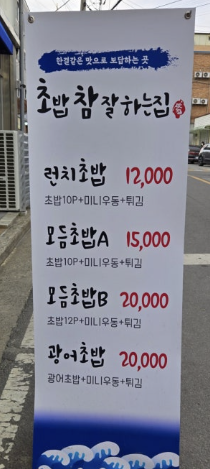 한결같은 맛으로 보답하는 곳
초밥 참 잘하는집
런치초밥 12,000
초밥10P+미니우동+튀김
모듬초밥A 15,000
초밥10P+미니우동+튀김
모듬초밥B 20,000
초밥12P+미니우동+튀김
광어초밥 20,000
광어초밥+미니우동+튀김